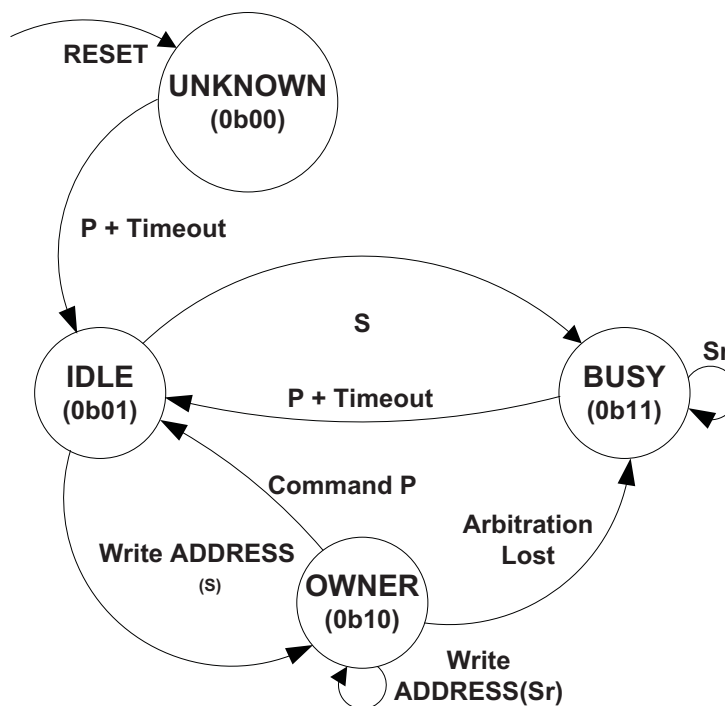 RESET
UNKNOWN
(0b00)
P + Timeout
S
IDLE
(0b01)
BUSY
(0b11)
Sr
P + Timeout
Command P
Arbitration
Lost
Write ADDRESS
(S)
OWNER
(0b10)
Write
ADDRESS(Sr)